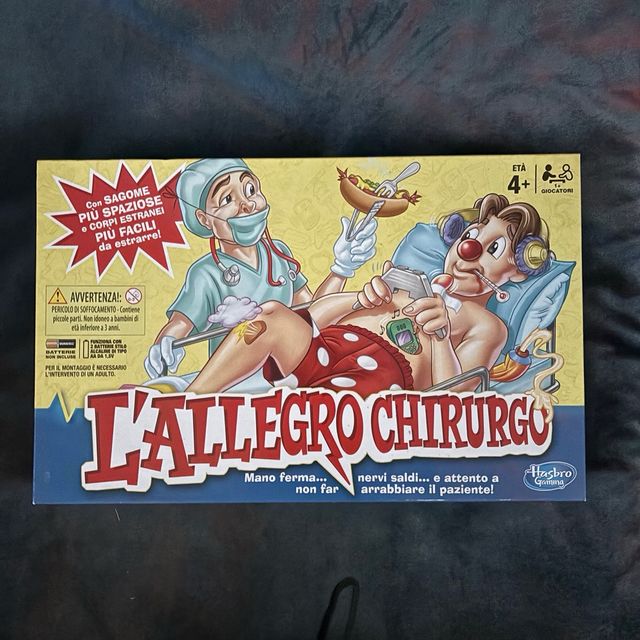 Con SAGOME
PIÙ SPAZIOSE
e CORPI ESTRANEI
PIÙ FACILI
da estrarre!
ETÀ
4+
1+
GIOCATORI
AVVERTENZA!:
PERICOLO DI SOFFOCAMENTO - Contiene
piccole parti. Non idoneo a bambini di
età inferiore a 3 anni.
BATTERIE
NON INCLUSE
FUNZIONA CON
2 BATTERIE STILO
ALCALINE DI TIPO
AA DA 1,5V
PER IL MONTAGGIO È NECESSARIO
L'INTERVENTO DI UN ADULTO.
L'ALLEGRO CHIRURGO
Mano ferma... nervi saldi... e attento a
non far arrabbiare il paziente!
Hasbro
Gaming